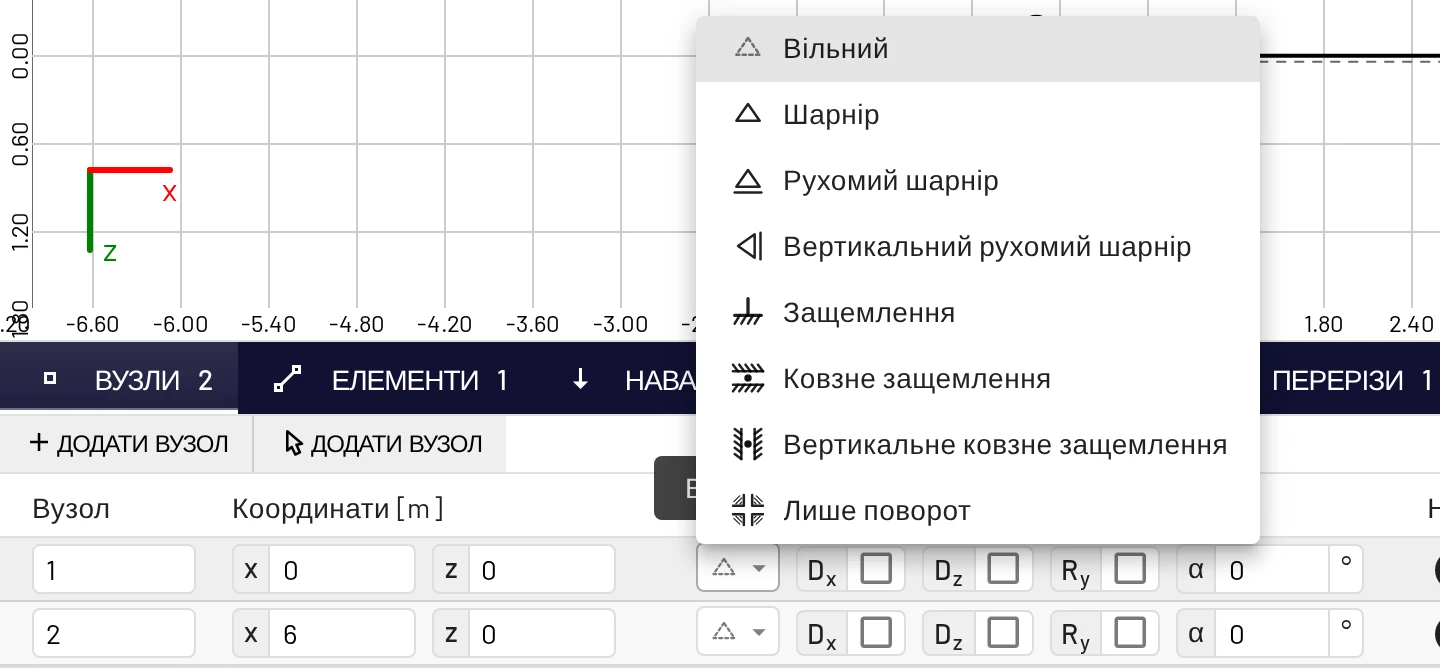 0.00
0.60
1.20
1.80
x
z
-6.60 -6.00 -5.40 -4.80 -4.20 -3.60 -3.00 1.80 2.40
Вільний
Шарнір
Рухомий шарнір
Вертикальний рухомий шарнір
Защемлення
Ковзне защемлення
Вертикальне ковзне защемлення
Лише поворот
ВУЗЛИ 2 ЕЛЕМЕНТИ 1 НАВА ПЕРЕРІЗИ 1
+ ДОДАТИ ВУЗОЛ ДОДАТИ ВУЗОЛ
Вузол Координати [m]
1 x 0 z 0 Dx Dz Ry α 0 °
2 x 6 z 0 Dx Dz Ry α 0 °